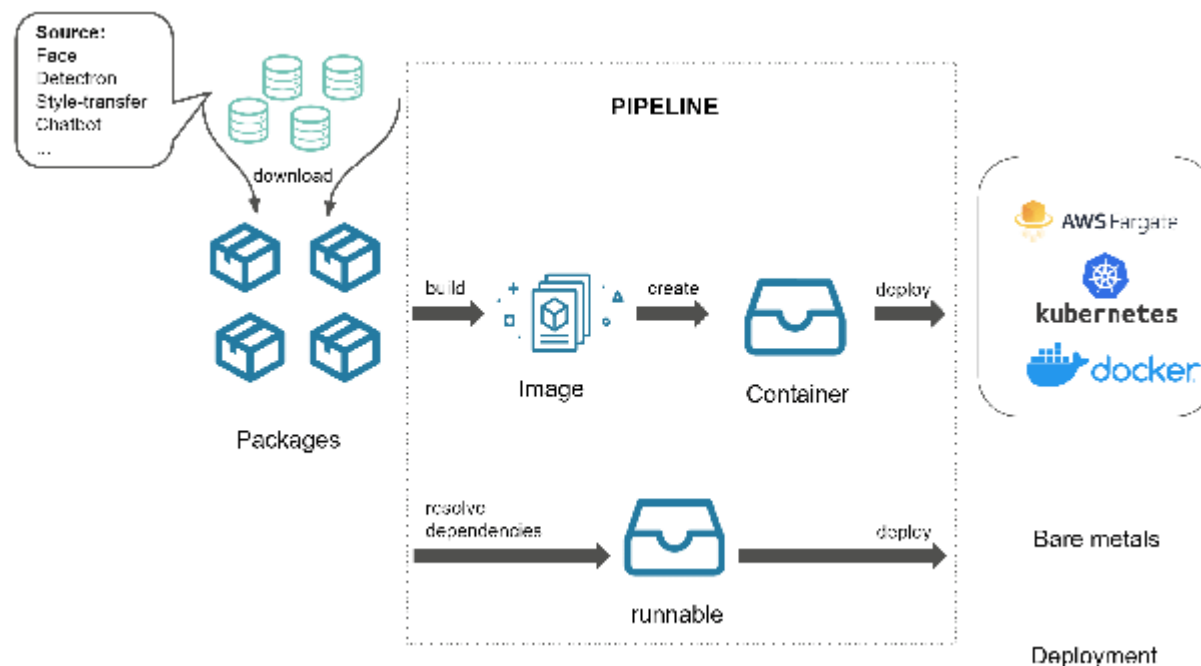 Source:
Face
Detectron
Style-transfer
Chatbot
...
download
Packages
PIPELINE
build
Image
create
Container
deploy
AWS Fargate
kubernetes
docker
resolve
dependencies
runnable
deploy
Bare metals
Deployment